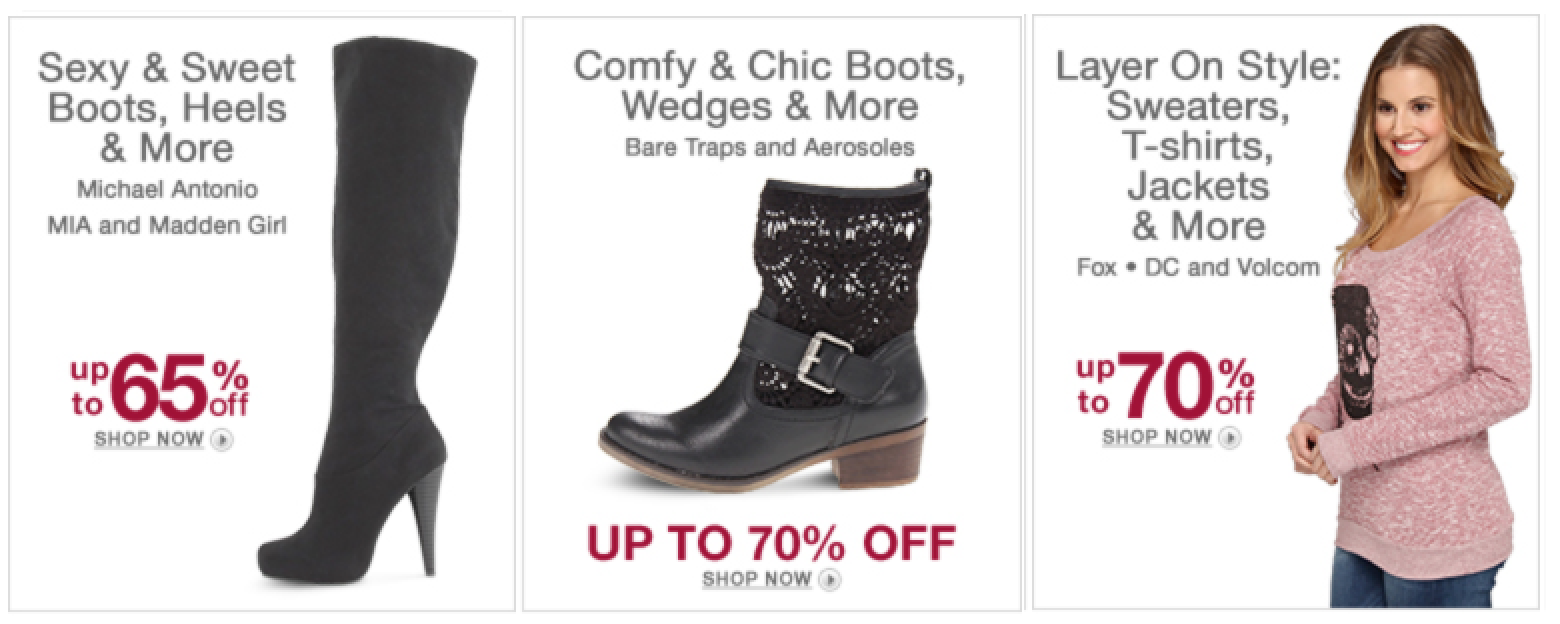 Sexy & Sweet
Boots, Heels
& More
Michael Antonio
MIA and Madden Girl
up to 65% off
SHOP NOW
Comfy & Chic Boots,
Wedges & More
Bare Traps and Aerosoles
UP TO 70% OFF
SHOP NOW
Layer On Style:
Sweaters,
T-shirts,
Jackets
& More
Fox • DC and Volcom
up to 70% off
SHOP NOW